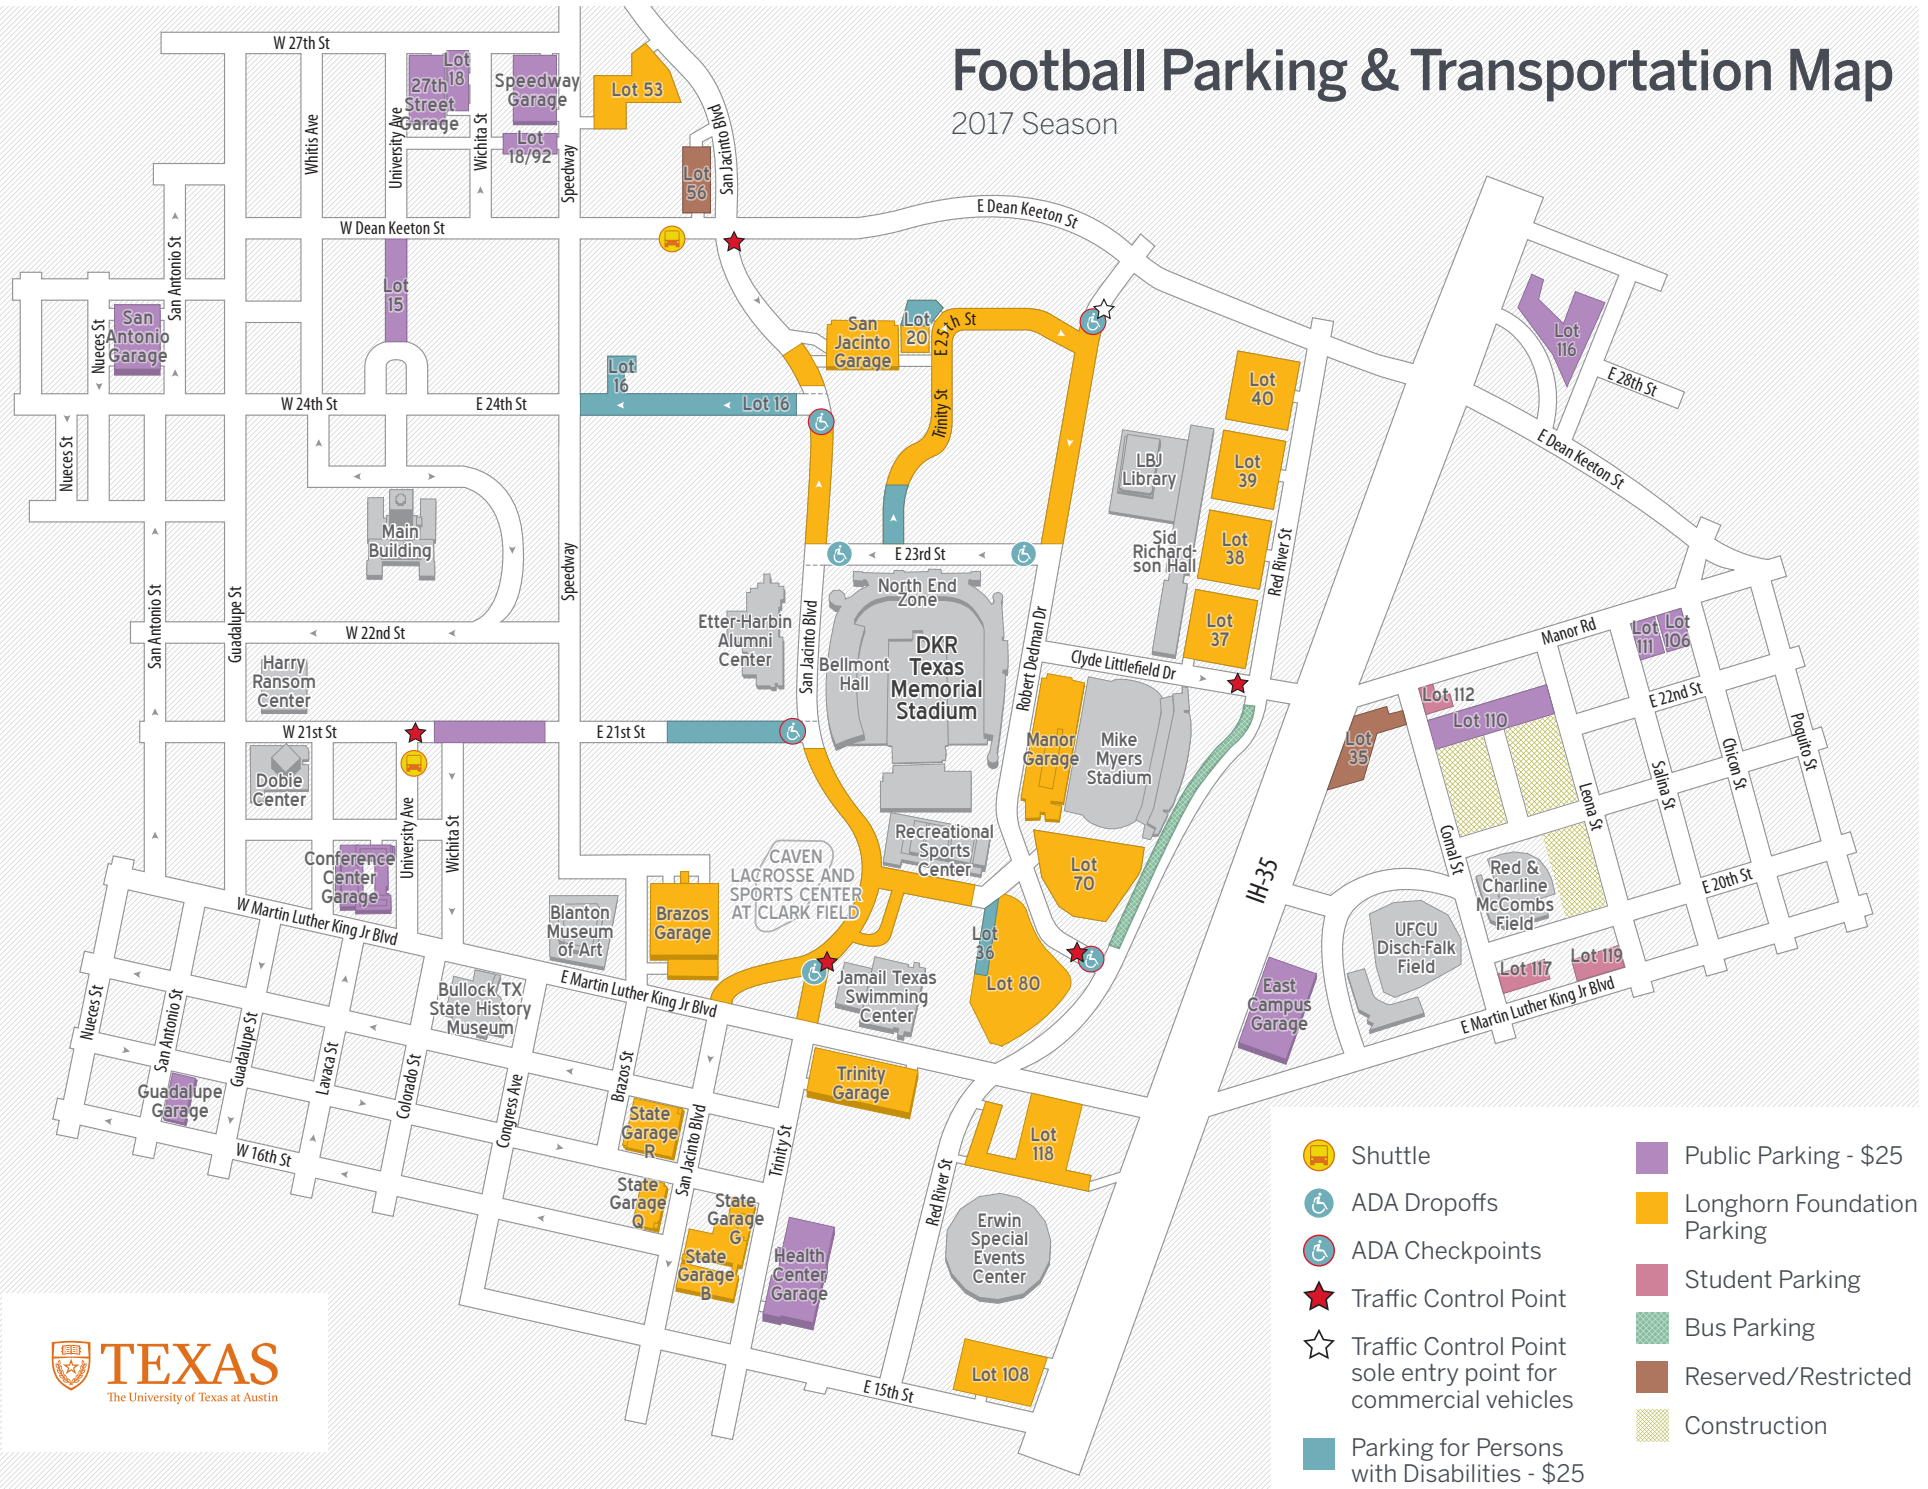 Football Parking & Transportation Map
2017 Season
W 27th St
Lot
18
27th
Street
Garage
Speedway
Garage
Lot
18/92
Lot 53
Lot
56
Whitis Ave
University Ave
Wichita St
Speedway
San Jacinto Blvd
W Dean Keeton St
E Dean Keeton St
San Antonio St
Nueces St
San
Antonio
Garage
Lot
15
San
Jacinto
Garage
Lot
20
E 25th St
Trinity St
Lot
16
Lot 16
W 24th St
E 24th St
Lot
116
E 28th St
E Dean Keeton St
Lot
40
Lot
39
Lot
38
Lot
37
LBJ
Library
Sid
Richard-
son Hall
Red River St
Nueces St
Main
Building
E 23rd St
North End
Zone
DKR
Texas
Memorial
Stadium
Bellmont
Hall
Etter-Harbin
Alumni
Center
San Jacinto Blvd
Robert Dedman Dr
Clyde Littlefield Dr
San Antonio St
Guadalupe St
Speedway
W 22nd St
Harry
Ransom
Center
W 21st St
E 21st St
Dobie
Center
Manor
Garage
Mike
Myers
Stadium
Manor Rd
Lot
111
Lot
106
Lot 112
Lot 110
E 22nd St
Lot
35
Poquito St
Chicon St
Salina St
Leona St
Comal St
E 20th St
Red &
Charline
McCombs
Field
UFCU
Disch-Falk
Field
Lot 117
Lot 119
E Martin Luther King Jr Blvd
East
Campus
Garage
IH-35
University Ave
Wichita St
Conference
Center
Garage
W Martin Luther King Jr Blvd
Blanton
Museum
of Art
Brazos
Garage
CAVEN
LACROSSE AND
SPORTS CENTER
AT CLARK FIELD
Recreational
Sports
Center
Lot
70
Lot
36
Lot 80
Jamail Texas
Swimming
Center
Bullock TX
State History
Museum
E Martin Luther King Jr Blvd
Nueces St
San Antonio St
Guadalupe St
Lavaca St
Colorado St
Congress Ave
Brazos St
San Jacinto Blvd
Trinity St
Red River St
Guadalupe
Garage
W 16th St
Trinity
Garage
State
Garage
R
State
Garage
Q
State
Garage
G
State
Garage
B
Health
Center
Garage
Lot
118
Erwin
Special
Events
Center
Lot 108
E 15th St
TEXAS
The University of Texas at Austin
Shuttle
ADA Dropoffs
ADA Checkpoints
Traffic Control Point
Traffic Control Point
sole entry point for
commercial vehicles
Parking for Persons
with Disabilities - $25
Public Parking - $25
Longhorn Foundation
Parking
Student Parking
Bus Parking
Reserved/Restricted
Construction